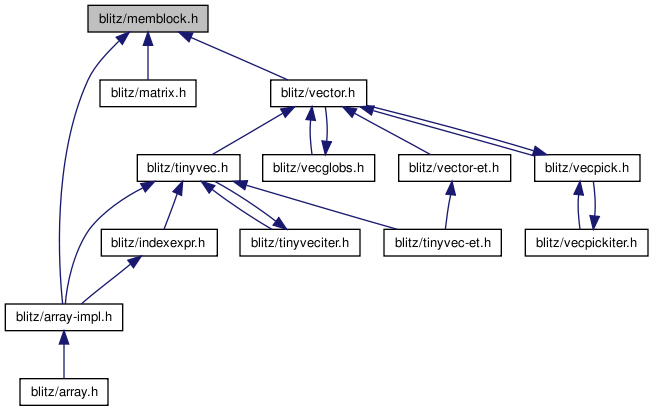 blitz/memblock.h
blitz/matrix.h
blitz/vector.h
blitz/tinyvec.h
blitz/vecglobs.h
blitz/vector-et.h
blitz/vecpick.h
blitz/indexexpr.h
blitz/tinyveciter.h
blitz/tinyvec-et.h
blitz/vecpickiter.h
blitz/array-impl.h
blitz/array.h